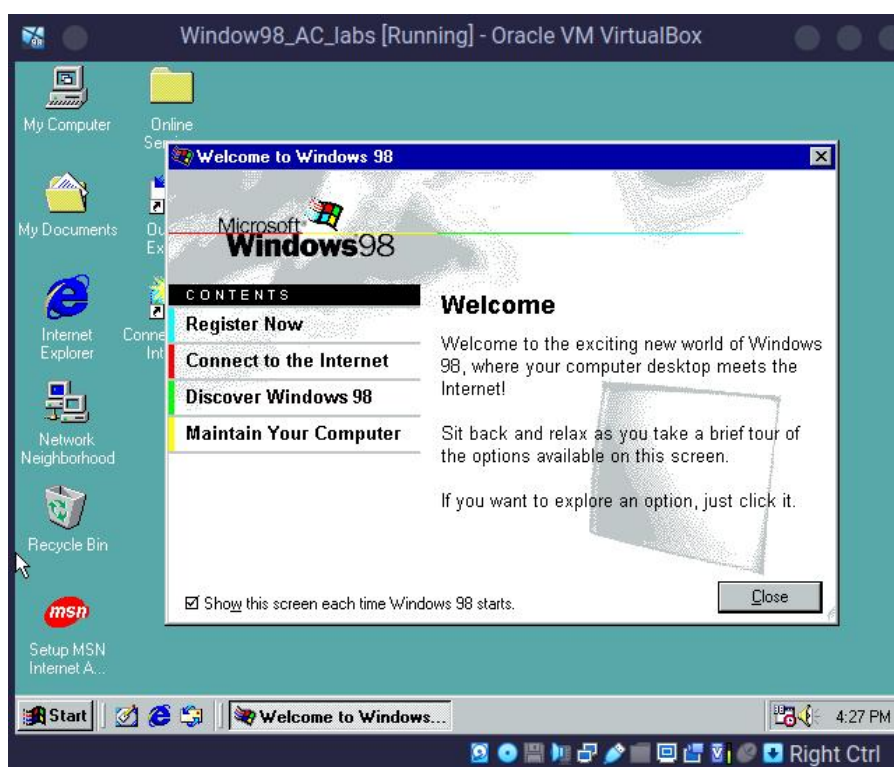 Window98_AC_labs [Running] - Oracle VM VirtualBox
My Computer
Online
My Documents
Internet
Explorer
Network
Neighborhood
Recycle Bin
msn
Setup MSN
Internet A...
Welcome to Windows 98
Microsoft
Windows98
CONTENTS
Register Now
Connect to the Internet
Discover Windows 98
Maintain Your Computer
Welcome
Welcome to the exciting new world of Windows
98, where your computer desktop meets the
Internet!
Sit back and relax as you take a brief tour of
the options available on this screen.
If you want to explore an option, just click it.
Show this screen each time Windows 98 starts.
Close
Start
Welcome to Windows...
4:27 PM
Right Ctrl